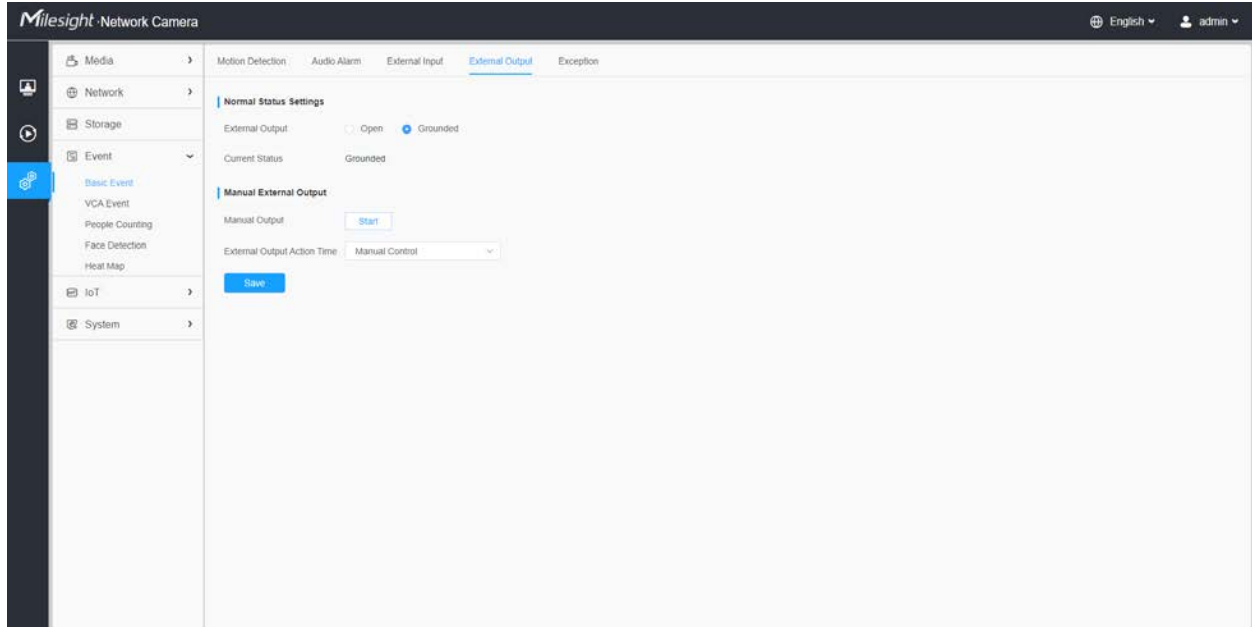 Milesight ·Network Camera
English
admin
Media
Network
Storage
Event
Basic Event
VCA Event
People Counting
Face Detection
Heat Map
IoT
System
Motion Detection Audio Alarm External Input External Output Exception
Normal Status Settings
External Output Open Grounded
Current Status Grounded
Manual External Output
Manual Output Start
External Output Action Time Manual Control
Save